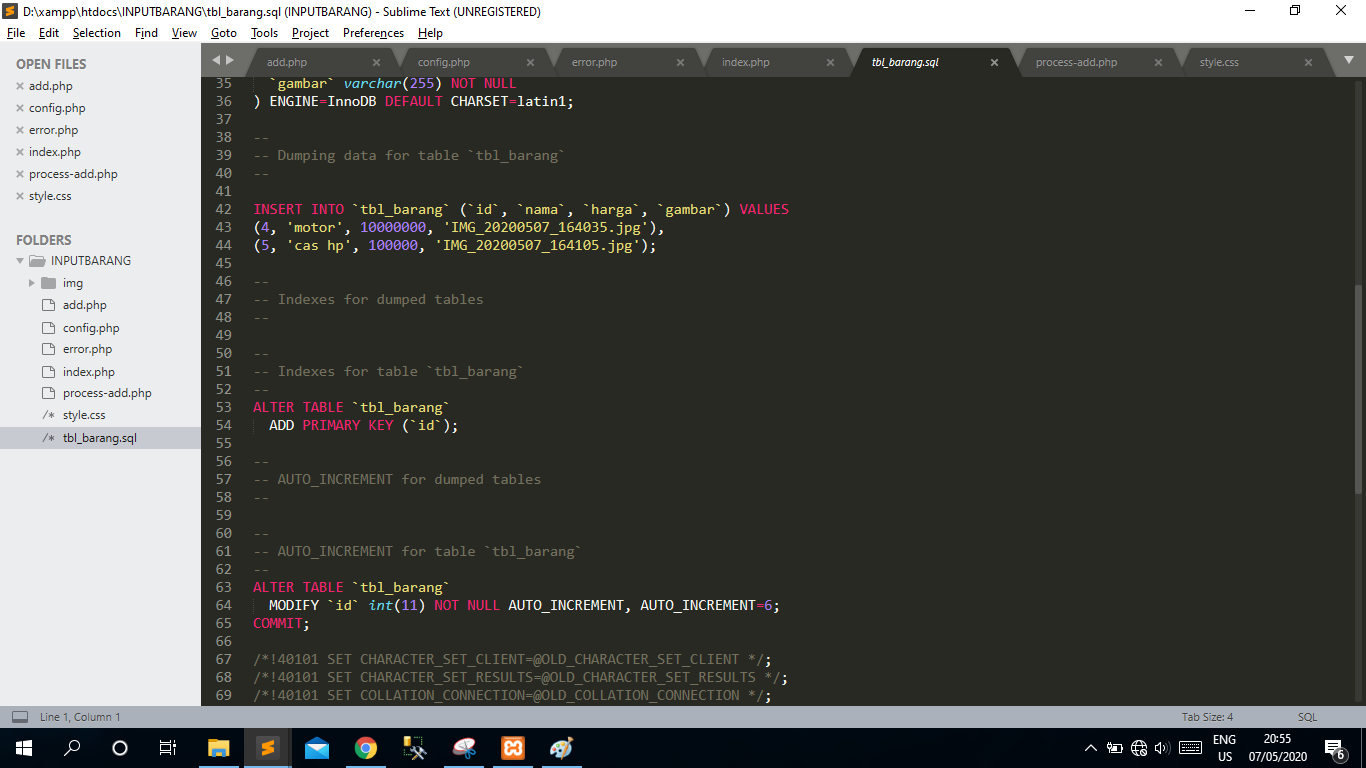 D:\xampp\htdocs\INPUTBARANG\tbl_barang.sql (INPUTBARANG) - Sublime Text (UNREGISTERED)
File Edit Selection Find View Goto Tools Project Preferences Help
OPEN FILES
add.php
config.php
error.php
index.php
process-add.php
style.css
FOLDERS
INPUTBARANG
img
add.php
config.php
error.php
index.php
process-add.php
/* style.css
/* tbl_barang.sql
add.php config.php error.php index.php tbl_barang.sql process-add.php style.css
35 `gambar` varchar(255) NOT NULL
36 ) ENGINE=InnoDB DEFAULT CHARSET=latin1;
37
38 --
39 -- Dumping data for table `tbl_barang`
40 --
41
42 INSERT INTO `tbl_barang` (`id`, `nama`, `harga`, `gambar`) VALUES
43 (4, 'motor', 10000000, 'IMG_20200507_164035.jpg'),
44 (5, 'cas hp', 100000, 'IMG_20200507_164105.jpg');
45
46 --
47 -- Indexes for dumped tables
48 --
49
50 --
51 -- Indexes for table `tbl_barang`
52 --
53 ALTER TABLE `tbl_barang`
54 ADD PRIMARY KEY (`id`);
55
56 --
57 -- AUTO_INCREMENT for dumped tables
58 --
59
60 --
61 -- AUTO_INCREMENT for table `tbl_barang`
62 --
63 ALTER TABLE `tbl_barang`
64 MODIFY `id` int(11) NOT NULL AUTO_INCREMENT, AUTO_INCREMENT=6;
65 COMMIT;
66
67 /*!40101 SET CHARACTER_SET_CLIENT=@OLD_CHARACTER_SET_CLIENT */;
68 /*!40101 SET CHARACTER_SET_RESULTS=@OLD_CHARACTER_SET_RESULTS */;
69 /*!40101 SET COLLATION_CONNECTION=@OLD_COLLATION_CONNECTION */;
Line 1, Column 1 Tab Size: 4 SQL
ENG 20:55
US 07/05/2020 6